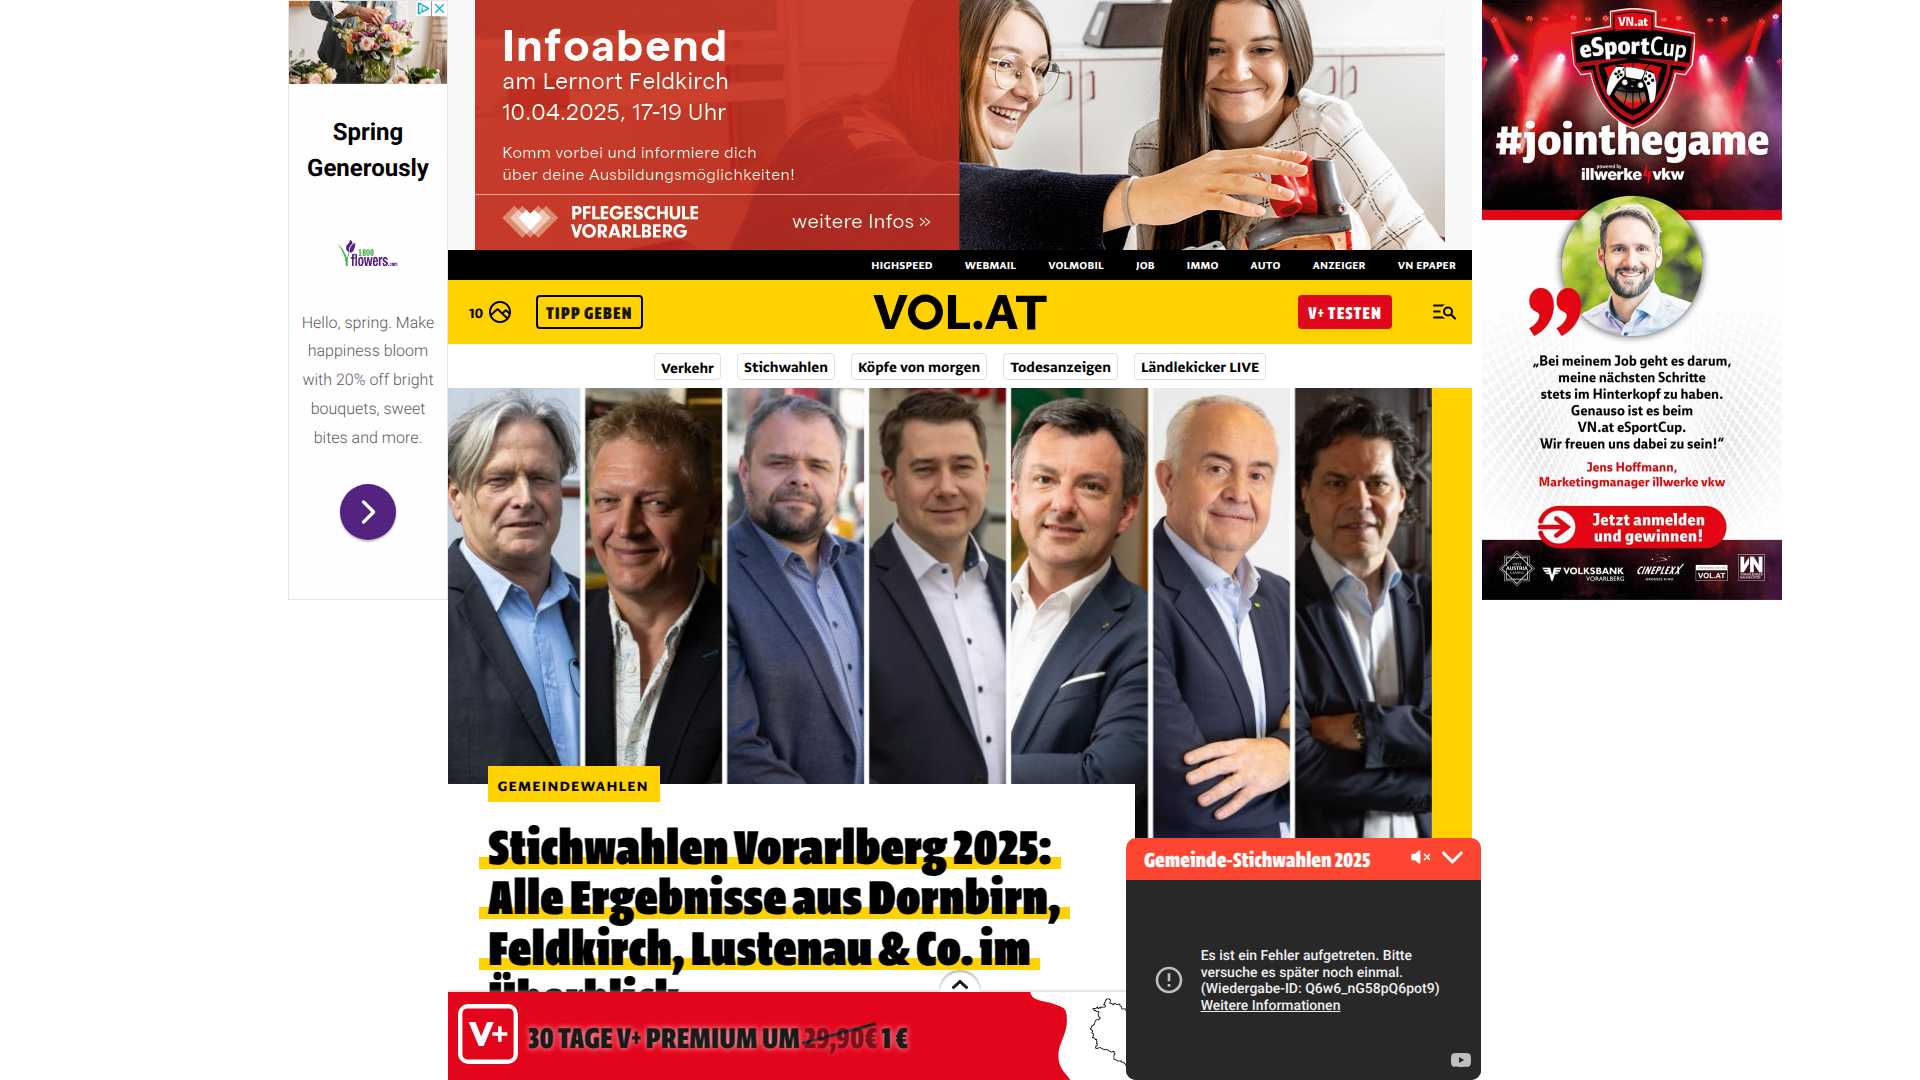 Spring
Generously
1800
flowers.com
Hello, spring. Make
happiness bloom
with 20% off bright
bouquets, sweet
bites and more.
Infoabend
am Lernort Feldkirch
10.04.2025, 17-19 Uhr
Komm vorbei und informiere dich
über deine Ausbildungsmöglichkeiten!
PFLEGESCHULE
VORARLBERG
weitere Infos »
HIGHSPEED WEBMAIL VOLMOBIL JOB IMMO AUTO ANZEIGER VN EPAPER
10 TIPP GEBEN VOL.AT V+ TESTEN
Verkehr Stichwahlen Köpfe von morgen Todesanzeigen Ländlekicker LIVE
GEMEINDEWAHLEN
Stichwahlen Vorarlberg 2025:
Alle Ergebnisse aus Dornbirn,
Feldkirch, Lustenau & Co. im
Überblick
V+ 30 TAGE V+ PREMIUM UM 29,90€ 1 €
Gemeinde-Stichwahlen 2025
Es ist ein Fehler aufgetreten. Bitte
versuche es später noch einmal.
(Wiedergabe-ID: Q6w6_nG58pQ6pot9)
Weitere Informationen
VN.at
eSportCup
#jointhegame
powered by
illwerke vkw
„Bei meinem Job geht es darum,
meine nächsten Schritte
stets im Hinterkopf zu haben.
Genauso ist es beim
VN.at eSportCup.
Wir freuen uns dabei zu sein!“
Jens Hoffmann,
Marketingmanager illwerke vkw
Jetzt anmelden
und gewinnen!
VOLKSBANK
VORARLBERG
CINEPLEXX
VOL.AT
VN